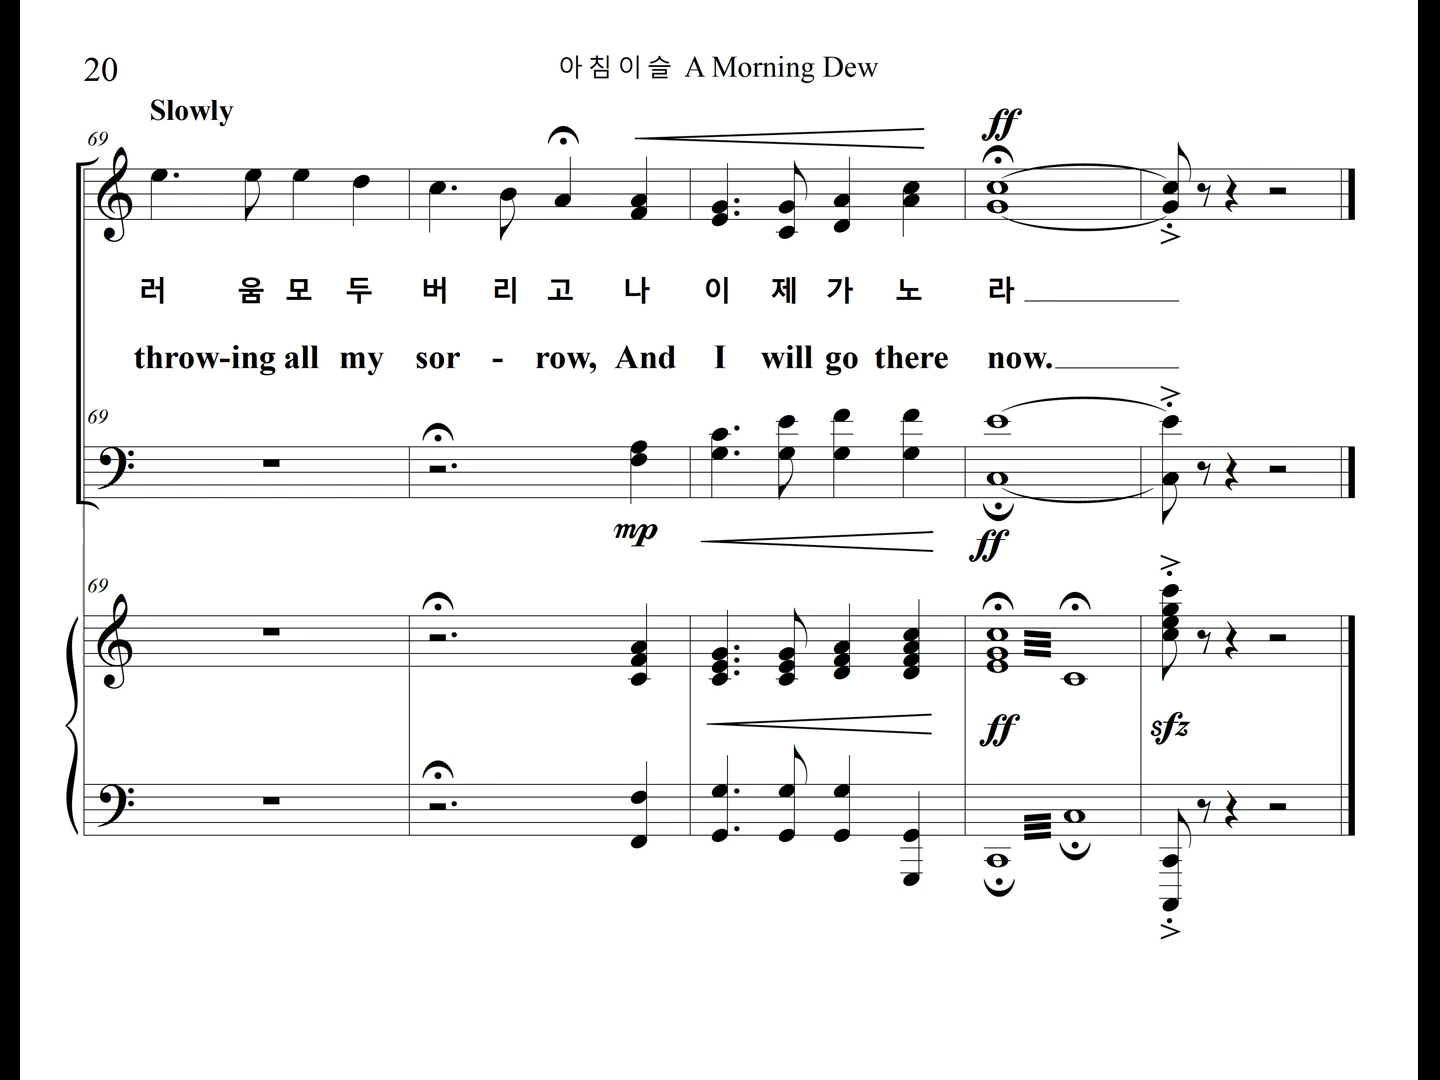 20
아 침 이 슬 A Morning Dew
Slowly
69
ff
러 움 모 두 버 리 고 나 이 제 가 노 라
throw-ing all my sor - row, And I will go there now.
69
mp
ff
69
ff
sfz